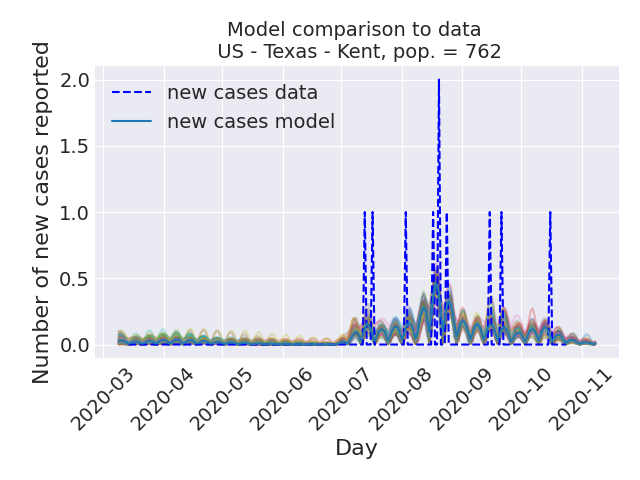 Model comparison to data
US - Texas - Kent, pop. = 762
Number of new cases reported
2.0
1.5
1.0
0.5
0.0
new cases data
new cases model
2020-03
2020-04
2020-05
2020-06
2020-07
2020-08
2020-09
2020-10
2020-11
Day